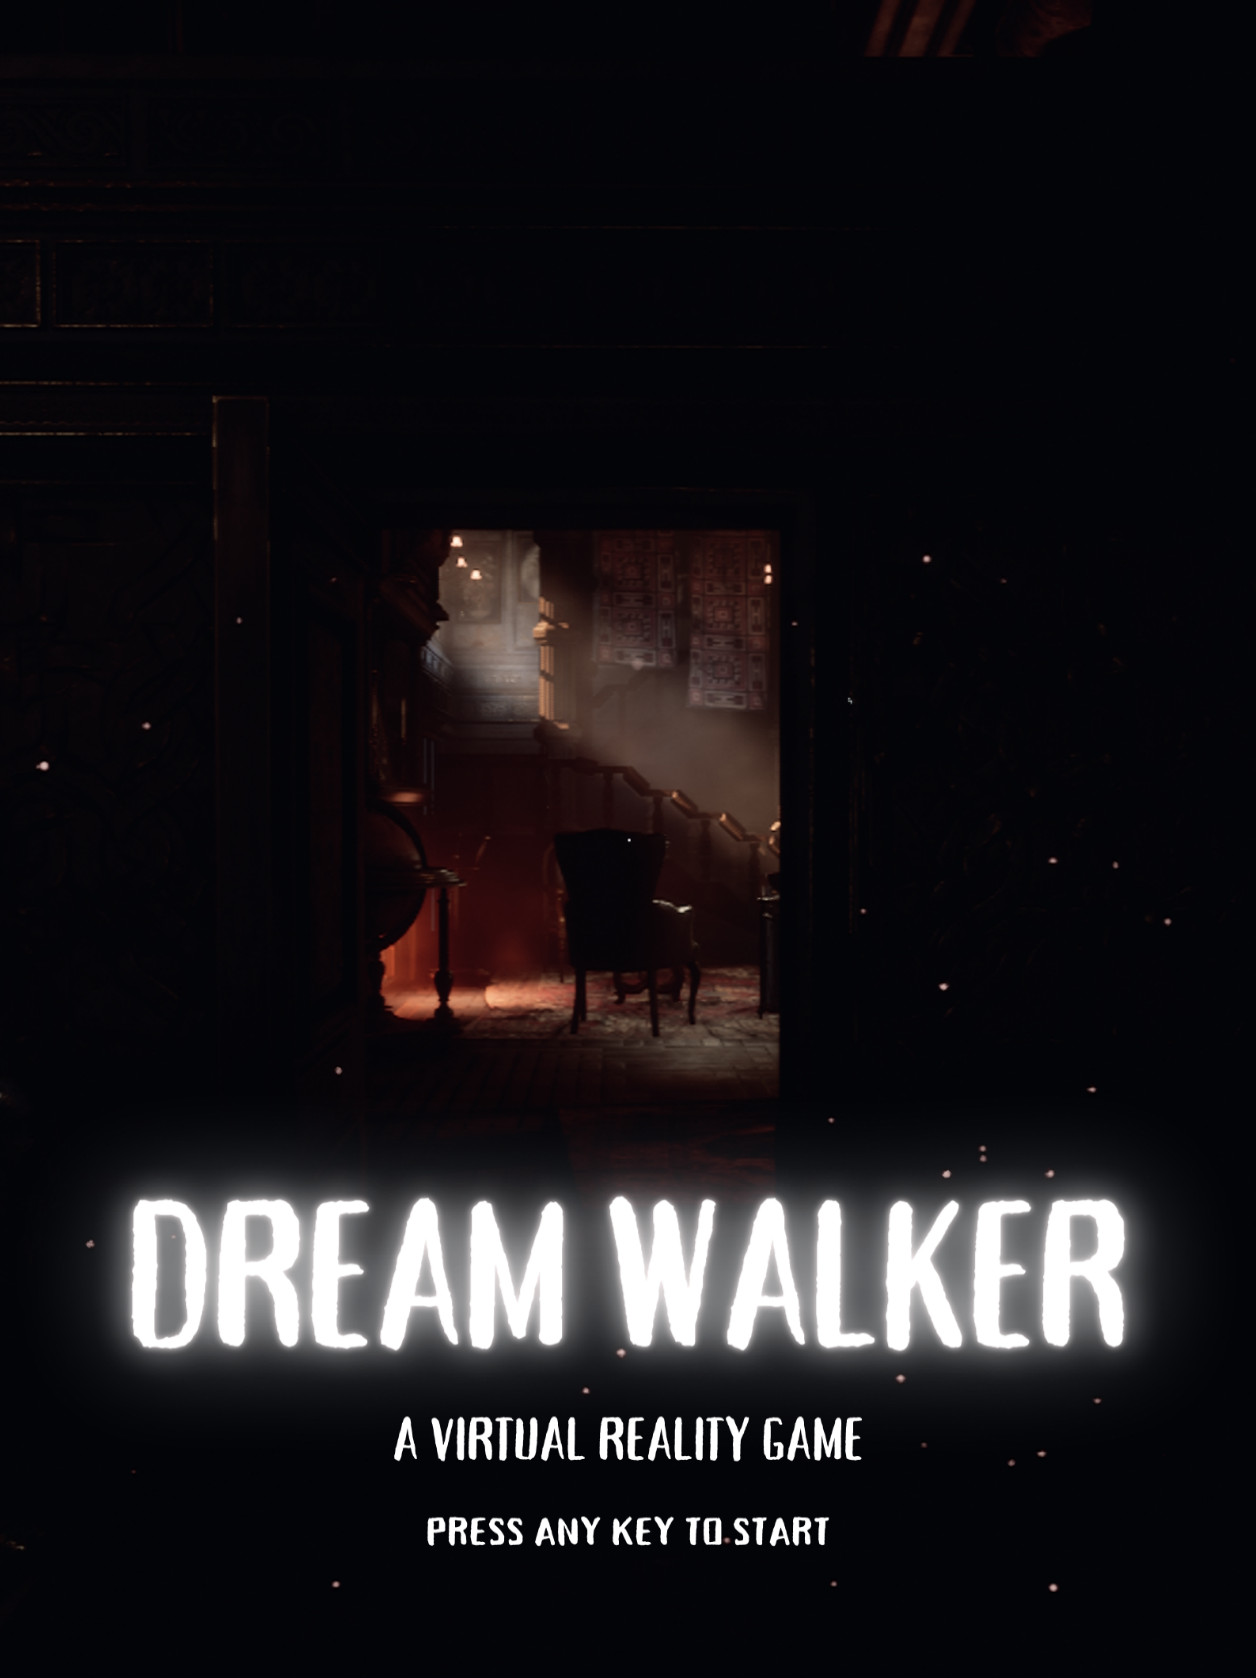 DREAM WALKER
A VIRTUAL REALITY GAME
PRESS ANY KEY TO START